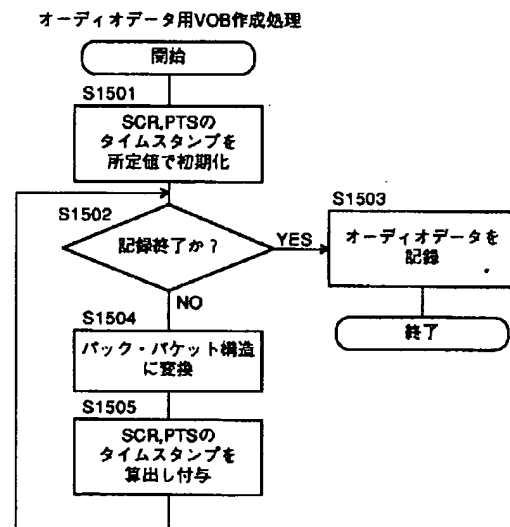 オーディオデータ用VOB作成処理
開始
S1501
SCR,PTSの
タイムスタンプを
所定値で初期化
S1502
記録終了か？
YES
NO
S1503
オーディオデータを
記録
終了
S1504
パック・パケット構造
に変換
S1505
SCR,PTSの
タイムスタンプを
算出し付与